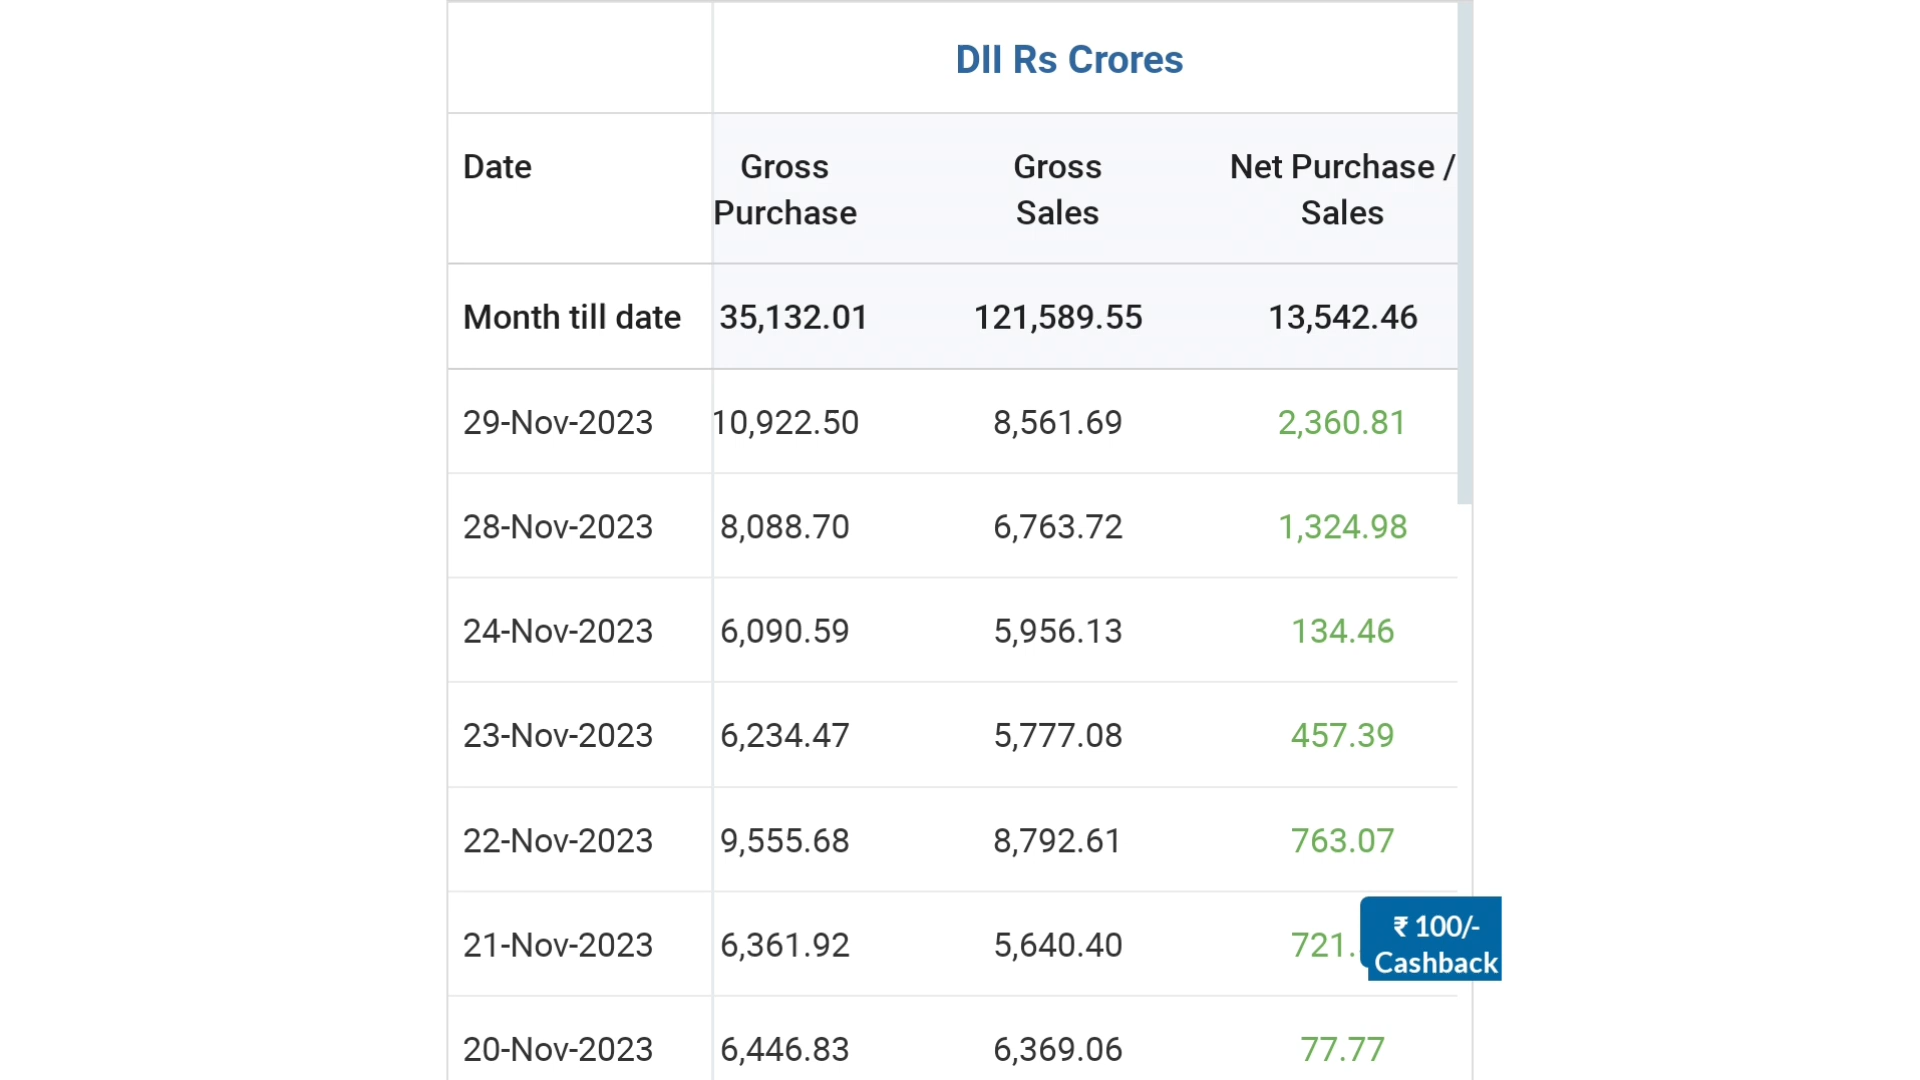 DII Rs Crores
Date Gross Purchase Gross Sales Net Purchase / Sales
Month till date 35,132.01 121,589.55 13,542.46
29-Nov-2023 10,922.50 8,561.69 2,360.81
28-Nov-2023 8,088.70 6,763.72 1,324.98
24-Nov-2023 6,090.59 5,956.13 134.46
23-Nov-2023 6,234.47 5,777.08 457.39
22-Nov-2023 9,555.68 8,792.61 763.07
21-Nov-2023 6,361.92 5,640.40 721.
₹ 100/-
Cashback
20-Nov-2023 6,446.83 6,369.06 77.77